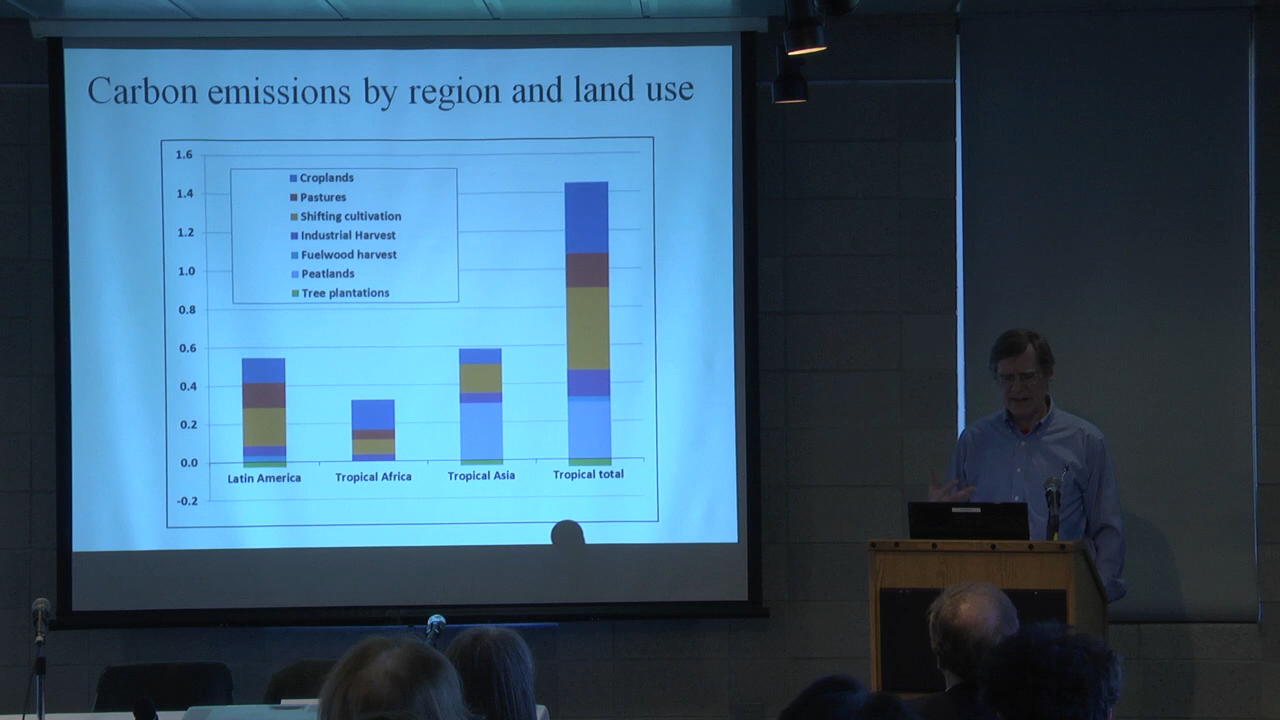 Carbon emissions by region and land use
1.6
1.4
1.2
1.0
0.8
0.6
0.4
0.2
0.0
-0.2
Croplands
Pastures
Shifting cultivation
Industrial Harvest
Fuelwood harvest
Peatlands
Tree plantations
Latin America
Tropical Africa
Tropical Asia
Tropical total